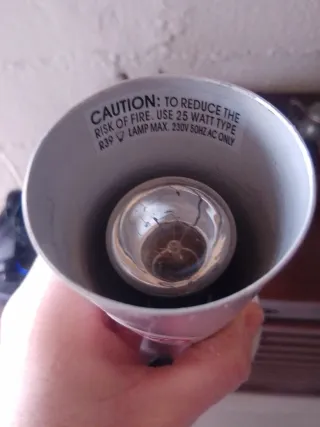 CAUTION: TO REDUCE THE
RISK OF FIRE. USE 25 WATT TYPE
R39 LAMP MAX. 230V 50HZ AC ONLY